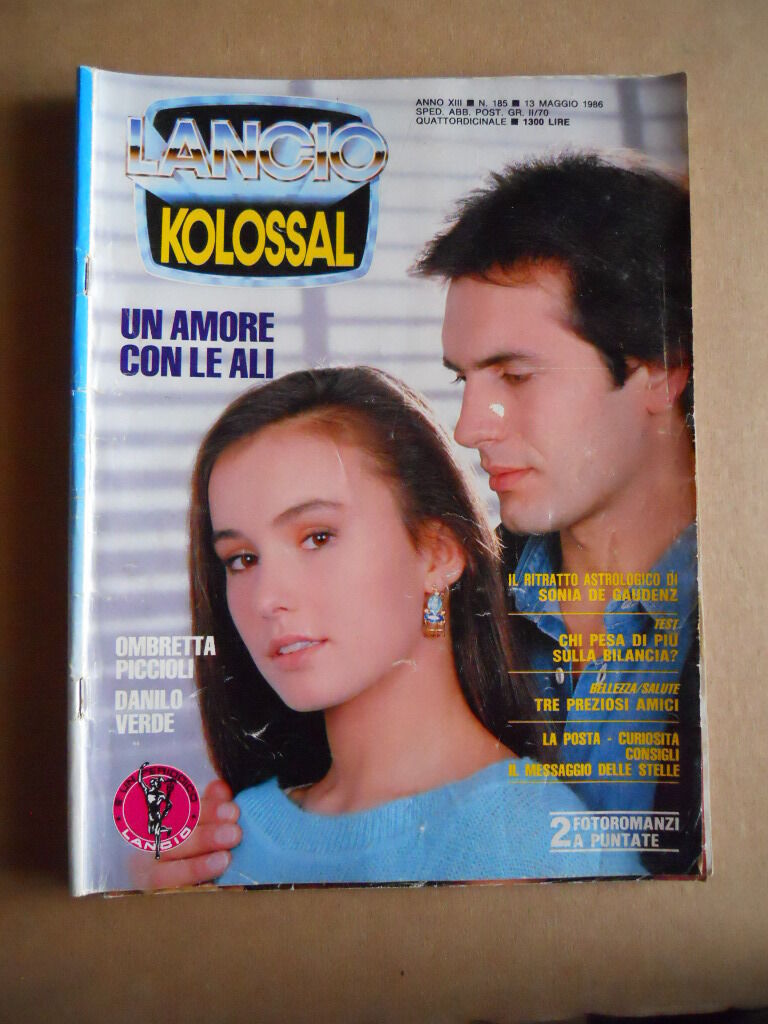 ANNO XIII ■ N. 185 ■ 13 MAGGIO 1986
SPED. ABB. POST. GR. II/70
QUATTORDICINALE ■ 1300 LIRE
LANCIO
KOLOSSAL
UN AMORE
CON LE ALI
OMBRETTA
PICCIOLI
DANILO
VERDE
IL RITRATTO ASTROLOGICO DI
SONIA DE GAUDENZ
TEST
CHI PESA DI PIÙ
SULLA BILANCIA?
BELLEZZA/SALUTE
TRE PREZIOSI AMICI
LA POSTA - CURIOSITÀ
CONSIGLI
IL MESSAGGIO DELLE STELLE
2 FOTOROMANZI
A PUNTATE
È UN PERIODICO
LANCIO